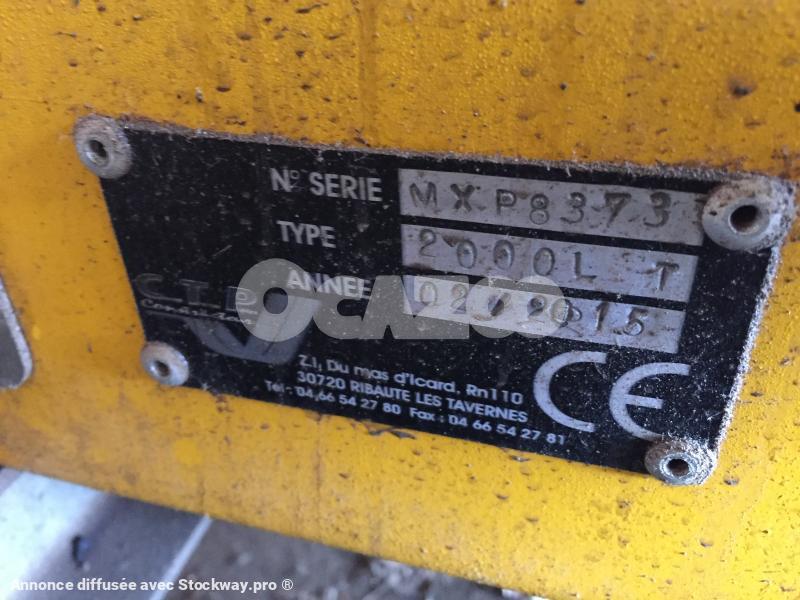 N° SERIE MXP8373
TYPE 2000L T
ANNEE 02/2015
C.T.P
OCAZOO
Z.I, Du mas d'Icard, Rn110
30720 RIBAUTE LES TAVERNES
Tel : 04 66 54 27 80 Fax : 04 66 54 27 81
CE
Annonce diffusée avec Stockway.pro ®